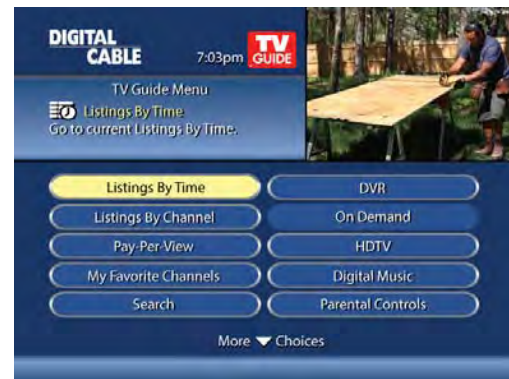 DIGITAL
CABLE
7:03pm
TV
GUIDE
TV Guide Menu
Listings By Time
Go to current Listings By Time.
Listings By Time
DVR
Listings By Channel
On Demand
Pay-Per-View
HDTV
My Favorite Channels
Digital Music
Search
Parental Controls
More Choices